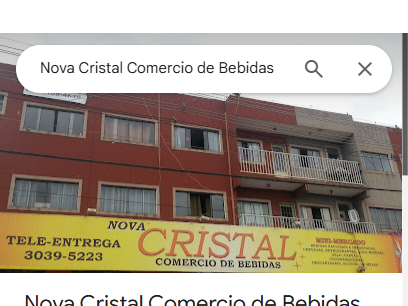 Nova Cristal Comercio de Bebidas
NOVA
CRISTAL
TELE-ENTREGA
3039-5223
COMERCIO DE BEBIDAS
MINI-MERCADO
Nova Cristal Comercio de Bebidas